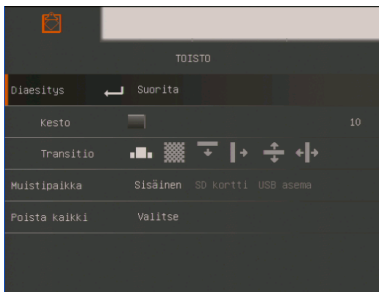 TOISTO
Diaesitys Suorita
Kesto 10
Transitio
Muistipaikka Sisäinen SD kortti USB asema
Poista kaikki Valitse